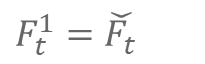 $F_t^1 = \breve{F}_t$